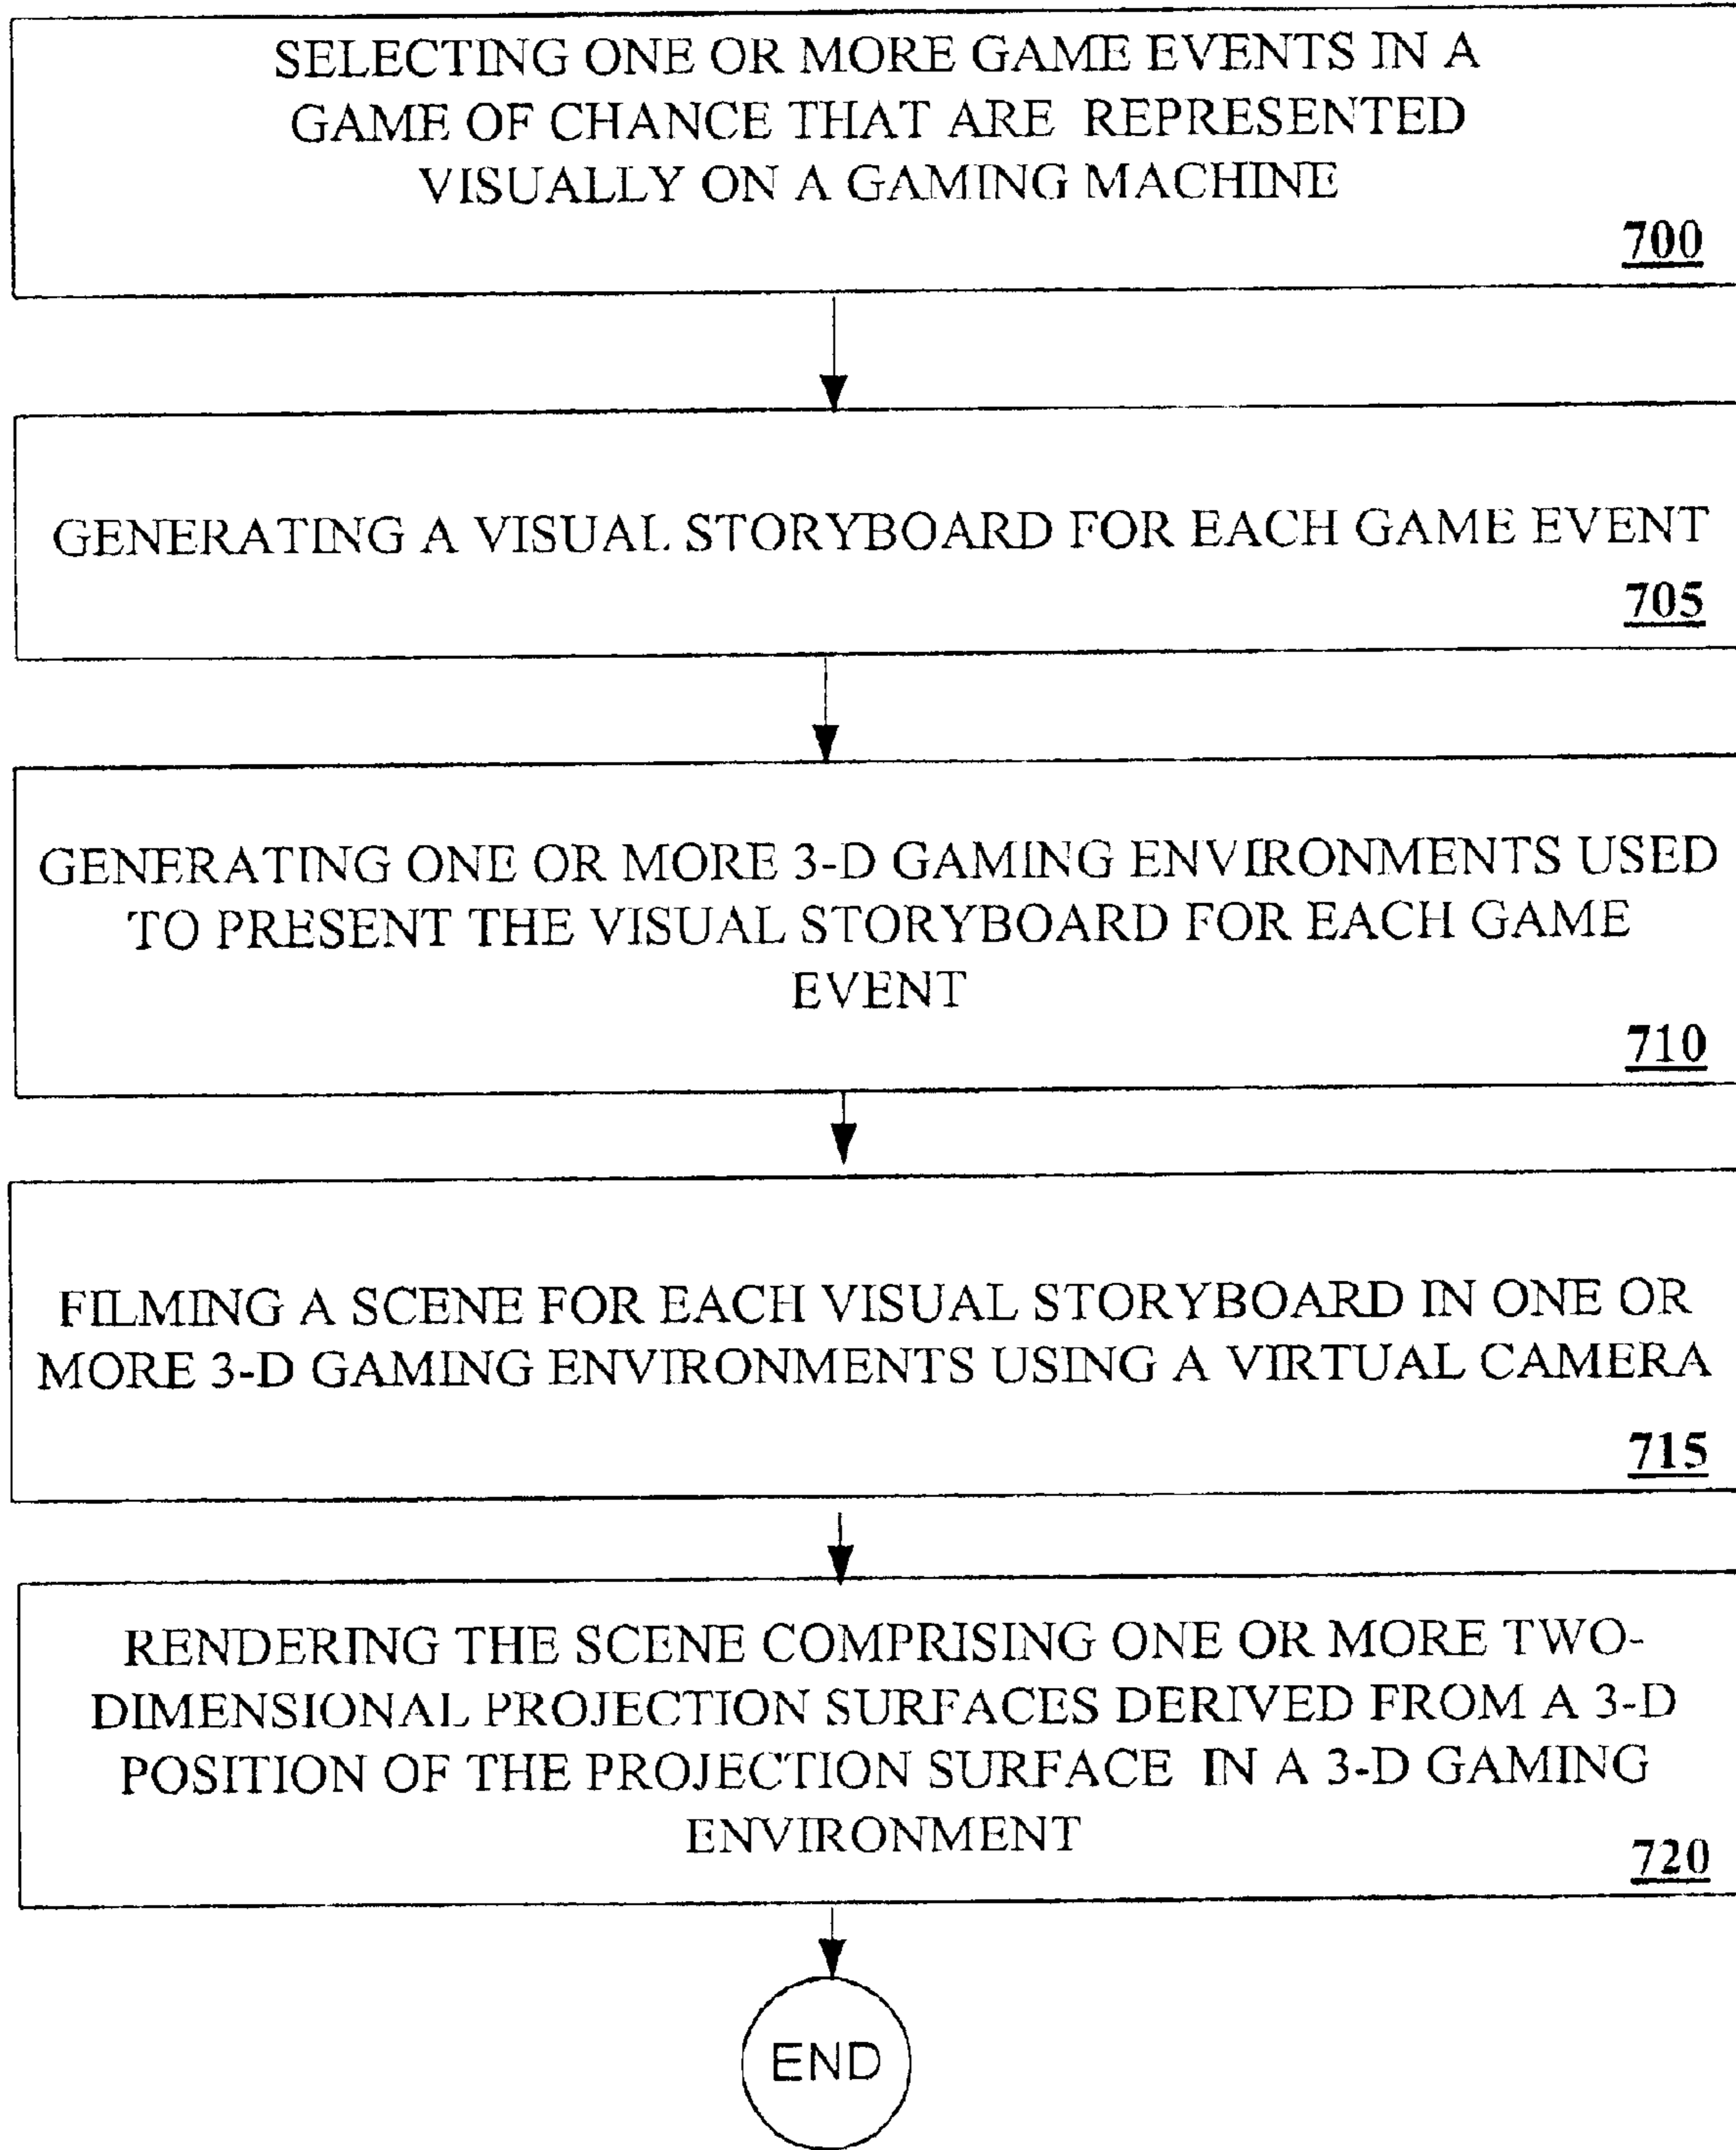 SELECTING ONE OR MORE GAME EVENTS IN A
GAME OF CHANCE THAT ARE REPRESENTED
VISUALLY ON A GAMING MACHINE
700
GENERATING A VISUAL STORYBOARD FOR EACH GAME EVENT
705
GENERATING ONE OR MORE 3-D GAMING ENVIRONMENTS USED
TO PRESENT THE VISUAL STORYBOARD FOR EACH GAME
EVENT
710
FILMING A SCENE FOR EACH VISUAL STORYBOARD IN ONE OR
MORE 3-D GAMING ENVIRONMENTS USING A VIRTUAL CAMERA
715
RENDERING THE SCENE COMPRISING ONE OR MORE TWO-
DIMENSIONAL PROJECTION SURFACES DERIVED FROM A 3-D
POSITION OF THE PROJECTION SURFACE IN A 3-D GAMING
ENVIRONMENT
720
END